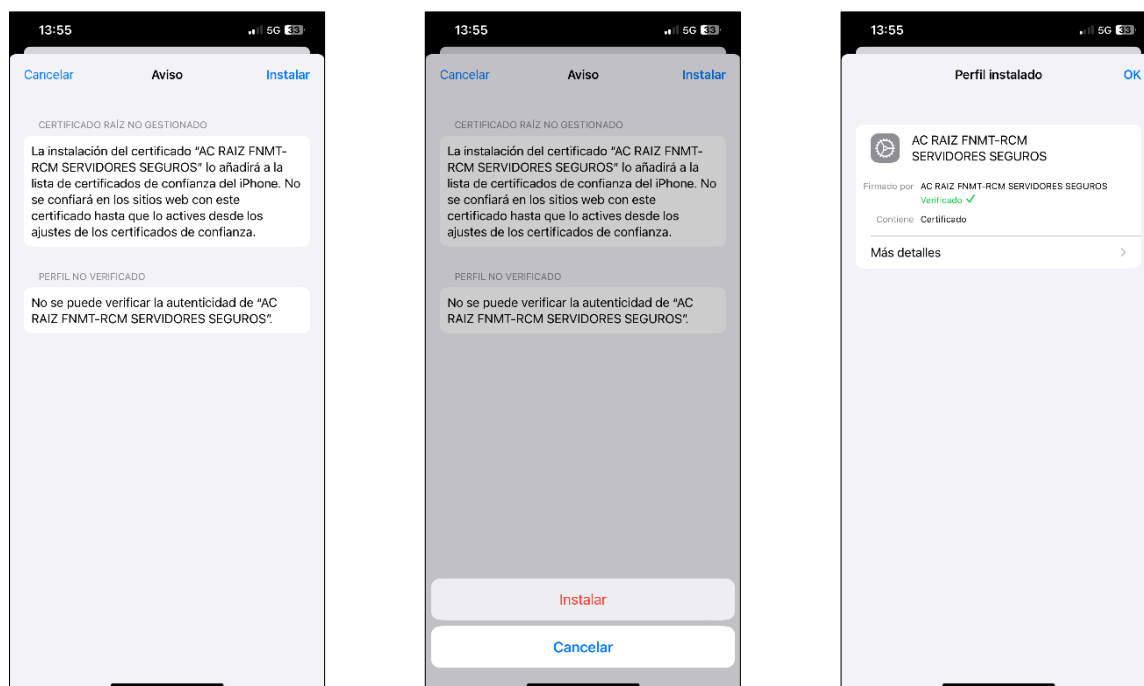 13:55
5G 33
Cancelar Aviso Instalar
CERTIFICADO RAÍZ NO GESTIONADO
La instalación del certificado “AC RAIZ FNMT-
RCM SERVIDORES SEGUROS” lo añadirá a la
lista de certificados de confianza del iPhone. No
se confiará en los sitios web con este
certificado hasta que lo actives desde los
ajustes de los certificados de confianza.
PERFIL NO VERIFICADO
No se puede verificar la autenticidad de “AC
RAIZ FNMT-RCM SERVIDORES SEGUROS”.
13:55
5G 33
Cancelar Aviso Instalar
CERTIFICADO RAÍZ NO GESTIONADO
La instalación del certificado “AC RAIZ FNMT-
RCM SERVIDORES SEGUROS” lo añadirá a la
lista de certificados de confianza del iPhone. No
se confiará en los sitios web con este
certificado hasta que lo actives desde los
ajustes de los certificados de confianza.
PERFIL NO VERIFICADO
No se puede verificar la autenticidad de “AC
RAIZ FNMT-RCM SERVIDORES SEGUROS”.
Instalar
Cancelar
13:55
5G 33
Perfil instalado OK
AC RAIZ FNMT-RCM
SERVIDORES SEGUROS
Firmado por AC RAIZ FNMT-RCM SERVIDORES SEGUROS
Verificado ✓
Contiene Certificado
Más detalles